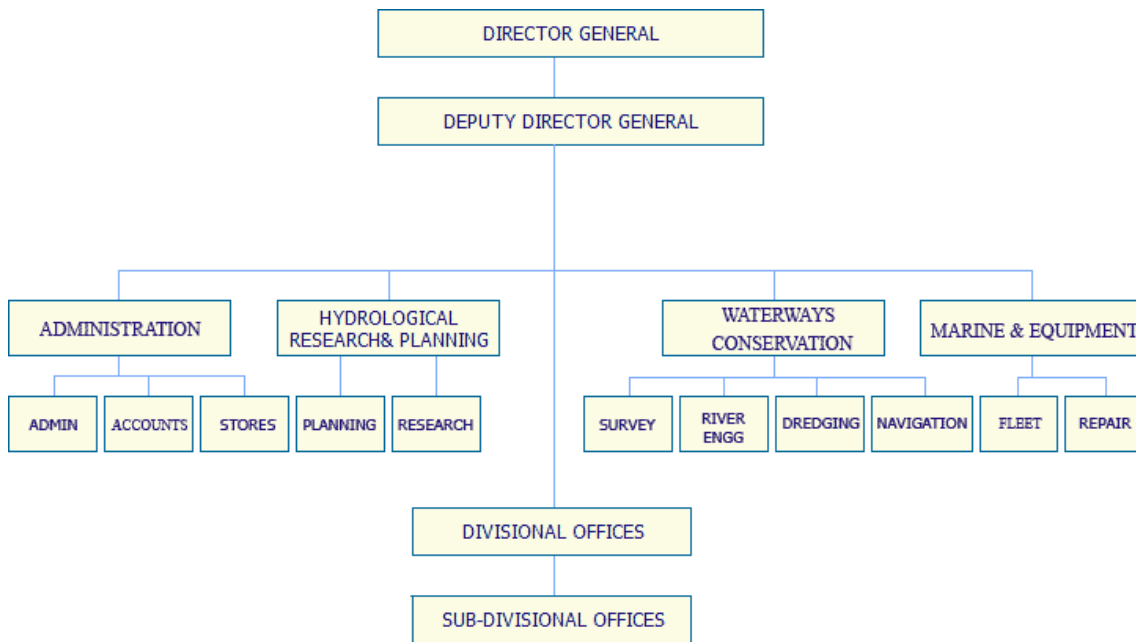 DIRECTOR GENERAL
DEPUTY DIRECTOR GENERAL
ADMINISTRATION
HYDROLOGICAL
RESEARCH& PLANNING
WATERWAYS
CONSERVATION
MARINE & EQUIPMENT
ADMIN
ACCOUNTS
STORES
PLANNING
RESEARCH
SURVEY
RIVER
ENGG
DREDGING
NAVIGATION
FLEET
REPAIR
DIVISIONAL OFFICES
SUB-DIVISIONAL OFFICES